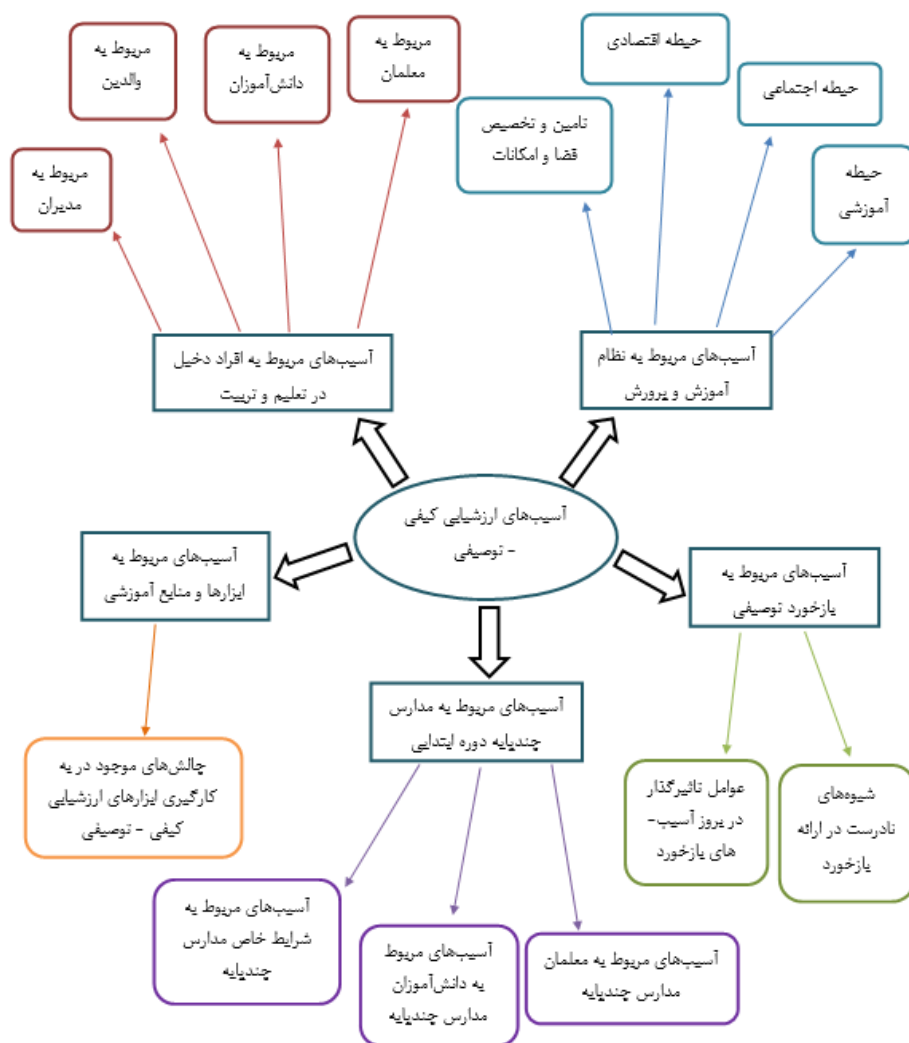 حیطه اقتصادی
مربوط به
معلمان
مربوط به
دانش‌آموزان
مربوط به
والدین
حیطه اجتماعی
تامین و تخصیص
فضا و امکانات
حیطه
آموزشی
مربوط به
مدیران
آسیب‌های مربوط به نظام
آموزش و پرورش
آسیب‌های مربوط به افراد دخیل
در تعلیم و تربیت
آسیب‌های ارزشیابی کیفی
- توصیفی
آسیب‌های مربوط به
بازخورد توصیفی
آسیب‌های مربوط به
ابزارها و منابع آموزشی
آسیب‌های مربوط به مدارس
چندپایه دوره ابتدایی
شیوه‌های
نادرست در ارائه
بازخورد
عوامل تاثیرگذار
در بروز آسیب-
های بازخورد
چالش‌های موجود در به
کارگیری ابزارهای ارزشیابی
کیفی - توصیفی
آسیب‌های مربوط به معلمان
مدارس چندپایه
آسیب‌های مربوط
به دانش‌آموزان
مدارس چندپایه
آسیب‌های مربوط به
شرایط خاص مدارس
چندپایه